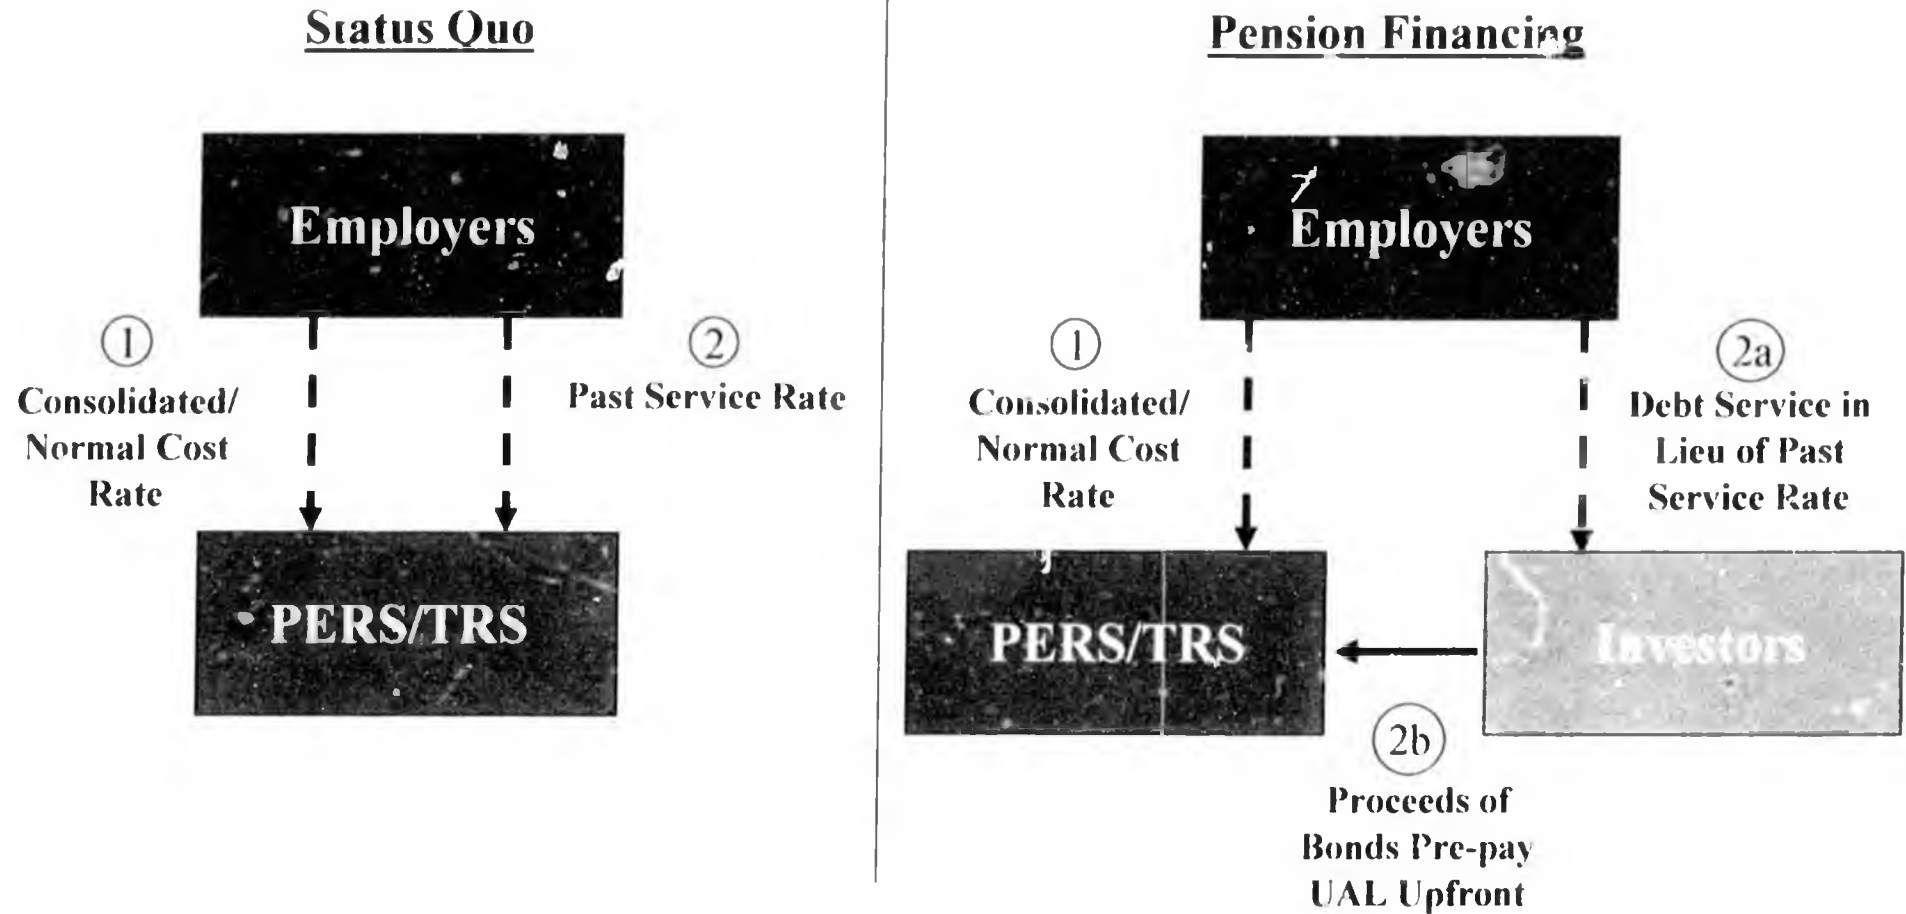 Status Quo
Employers
1
Consolidated/
Normal Cost
Rate
2
Past Service Rate
PERS/TRS
Pension Financing
Employers
1
Consolidated/
Normal Cost
Rate
2a
Debt Service in
Lieu of Past
Service Rate
PERS/TRS
Investors
2b
Proceeds of
Bonds Pre-pay
UAL Upfront